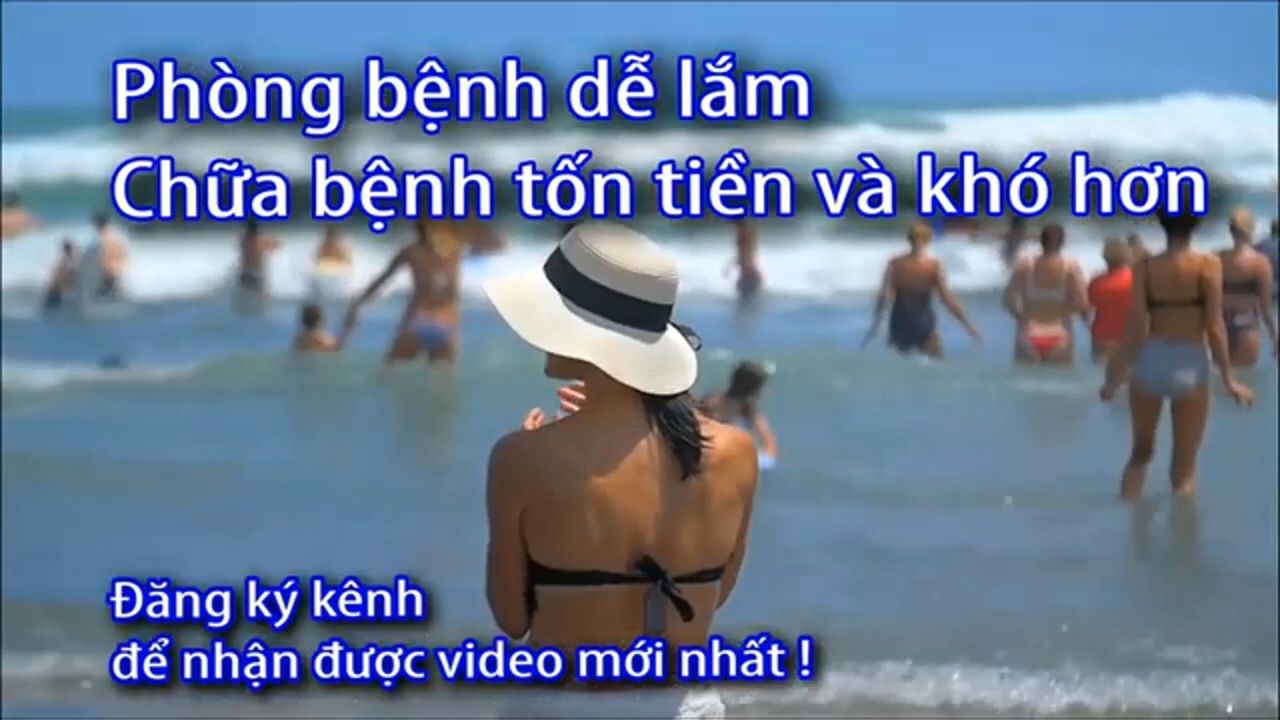 Phòng bệnh dễ lắm
Chữa bệnh tốn tiền và khó hơn
Đăng ký kênh
để nhận được video mới nhất !